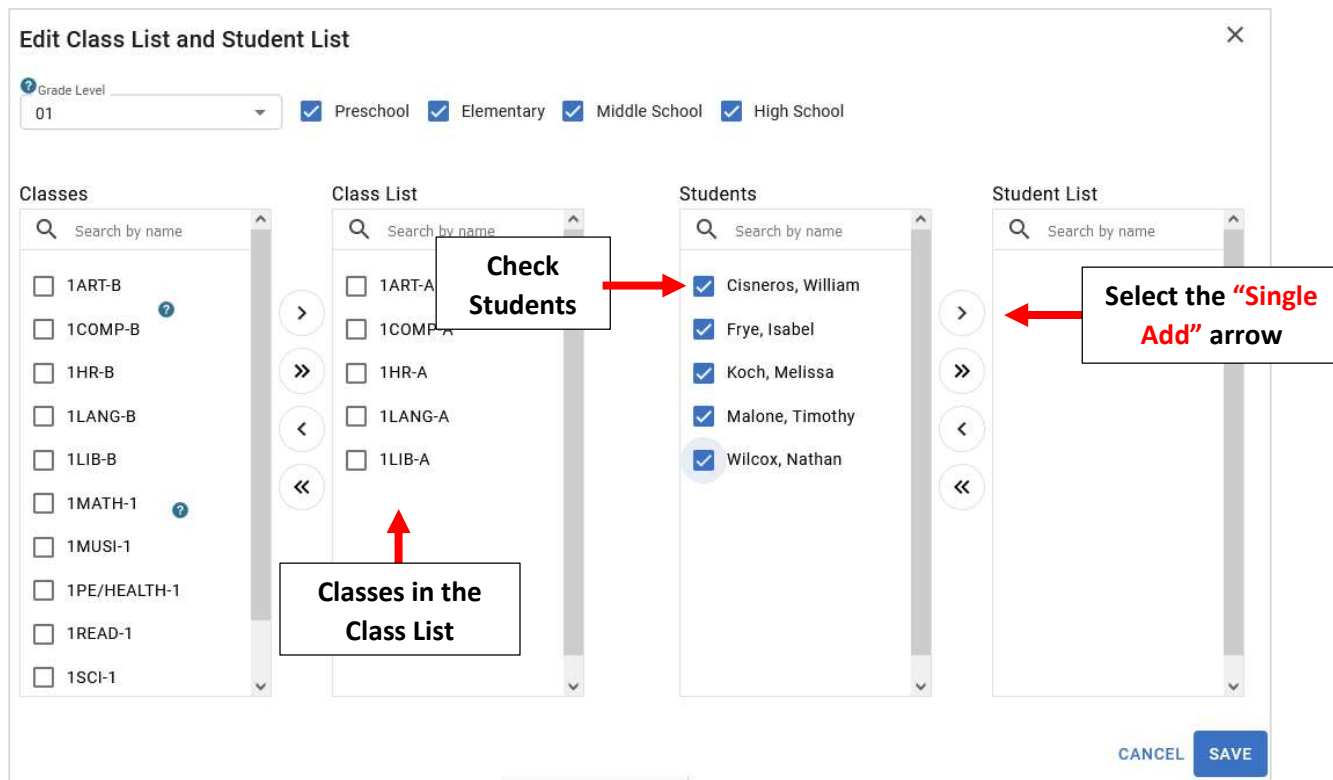 Edit Class List and Student List
?
Grade Level
01
Preschool
Elementary
Middle School
High School
Classes
Class List
Students
Student List
Search by name
1ART-B
?
1COMP-B
1HR-B
1LANG-B
1LIB-B
1MATH-1
?
1MUSI-1
1PE/HEALTH-1
1READ-1
1SCI-1
Search by name
1ART-A
1COMP-A
1HR-A
1LANG-A
1LIB-A
Classes in the
Class List
Check
Students
Search by name
Cisneros, William
Frye, Isabel
Koch, Melissa
Malone, Timothy
Wilcox, Nathan
Search by name
Select the “Single
Add” arrow
CANCEL
SAVE